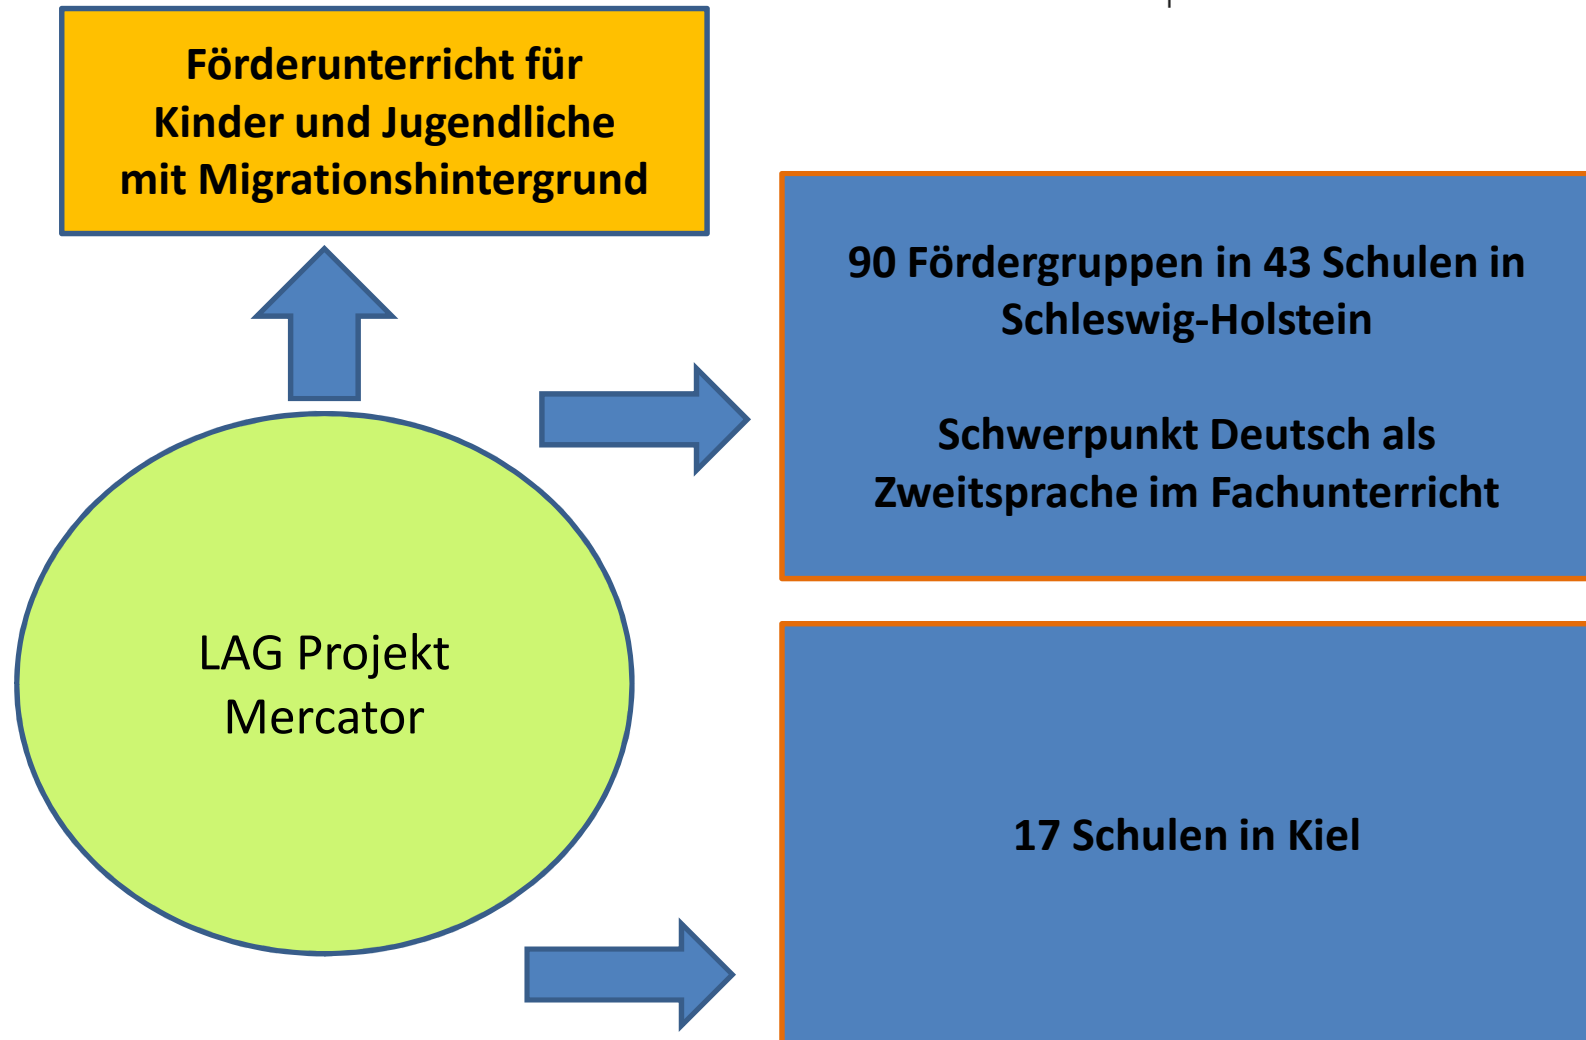 Förderunterricht für
Kinder und Jugendliche
mit Migrationshintergrund
90 Fördergruppen in 43 Schulen in
Schleswig-Holstein
Schwerpunkt Deutsch als
Zweitsprache im Fachunterricht
LAG Projekt
Mercator
17 Schulen in Kiel